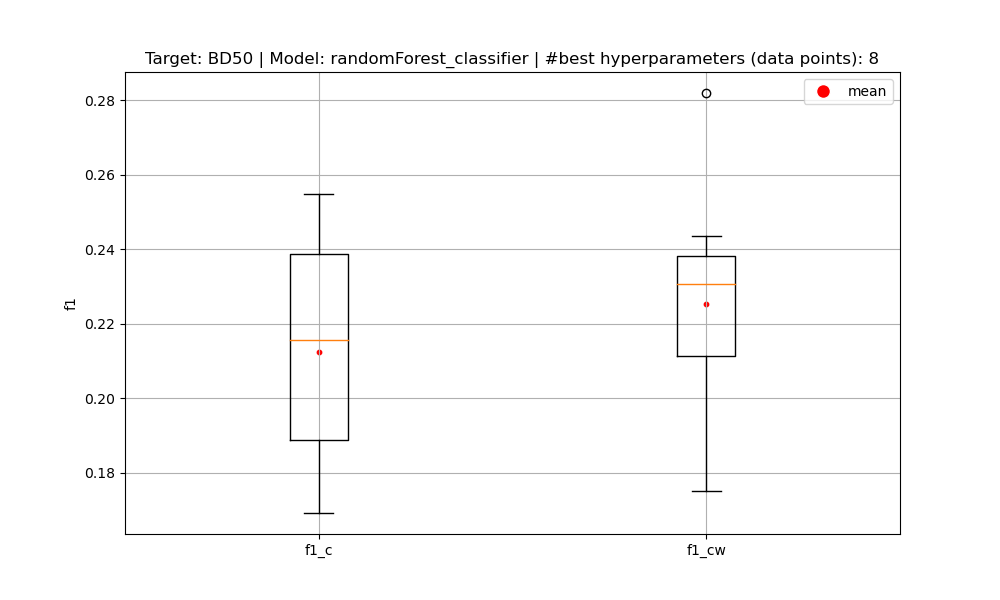 Target: BD50 | Model: randomForest_classifier | #best hyperparameters (data points): 8
mean
0.28
0.26
0.24
0.22
0.20
0.18
f1
f1_c
f1_cw